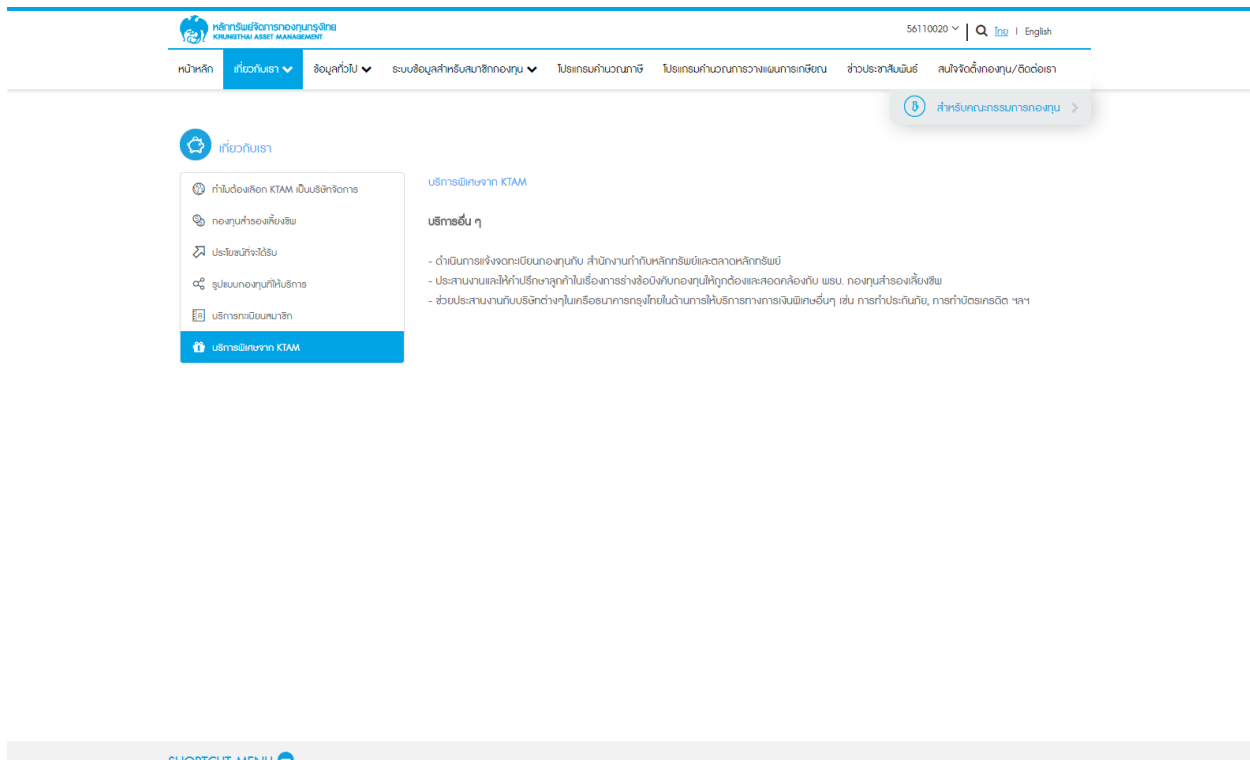 หลักทรัพย์จัดการกองทุนกรุงไทย
KRUNGTHAI ASSET MANAGEMENT
56110020
ไทย | English
หน้าหลัก เกี่ยวกับเรา ข้อมูลทั่วไป ระบบข้อมูลสำหรับสมาชิกกองทุน โปรแกรมคำนวณภาษี โปรแกรมคำนวณการวางแผนการเกษียณ ข่าวประชาสัมพันธ์ สนใจจัดตั้งกองทุน/ติดต่อเรา
สำหรับคณะกรรมการกองทุน
เกี่ยวกับเรา
ทำไมต้องเลือก KTAM เป็นบริษัทจัดการ
กองทุนสำรองเลี้ยงชีพ
ประโยชน์ที่จะได้รับ
รูปแบบกองทุนที่ให้บริการ
บริการทะเบียนสมาชิก
บริการพิเศษจาก KTAM
บริการพิเศษจาก KTAM
บริการอื่น ๆ
- ดำเนินการแจ้งจดทะเบียนกองทุนกับ สำนักงานกำกับหลักทรัพย์และตลาดหลักทรัพย์
- ประสานงานและให้คำปรึกษาลูกค้าในเรื่องการร่างข้อบังคับกองทุนให้ถูกต้องและสอดคล้องกับ พรบ. กองทุนสำรองเลี้ยงชีพ
- ช่วยประสานงานกับบริษัทต่างๆในเครือธนาคารกรุงไทยในด้านการให้บริการทางการเงินพิเศษอื่นๆ เช่น การทำประกันภัย, การทำบัตรเครดิต ฯลฯ
SHORTCUT MENU